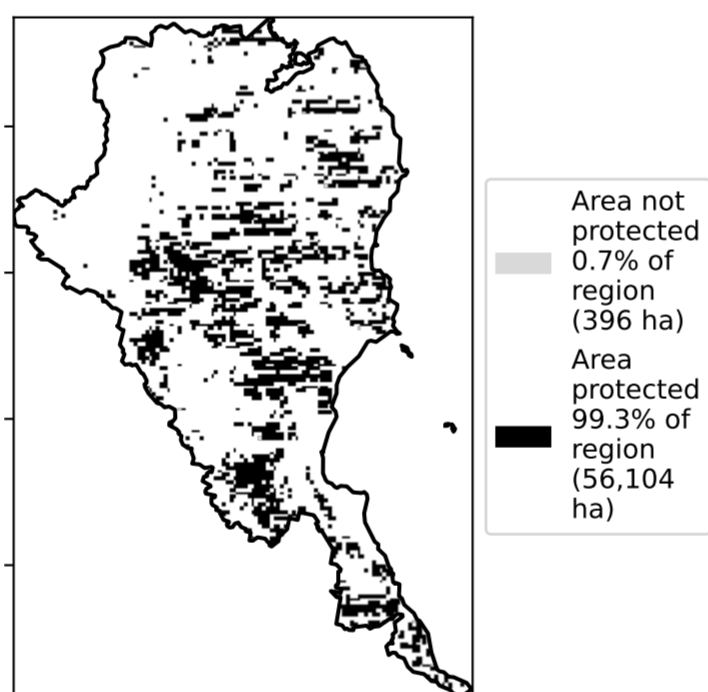 Area not
protected
0.7% of
region
(396 ha)
Area
protected
99.3% of
region
(56,104
ha)